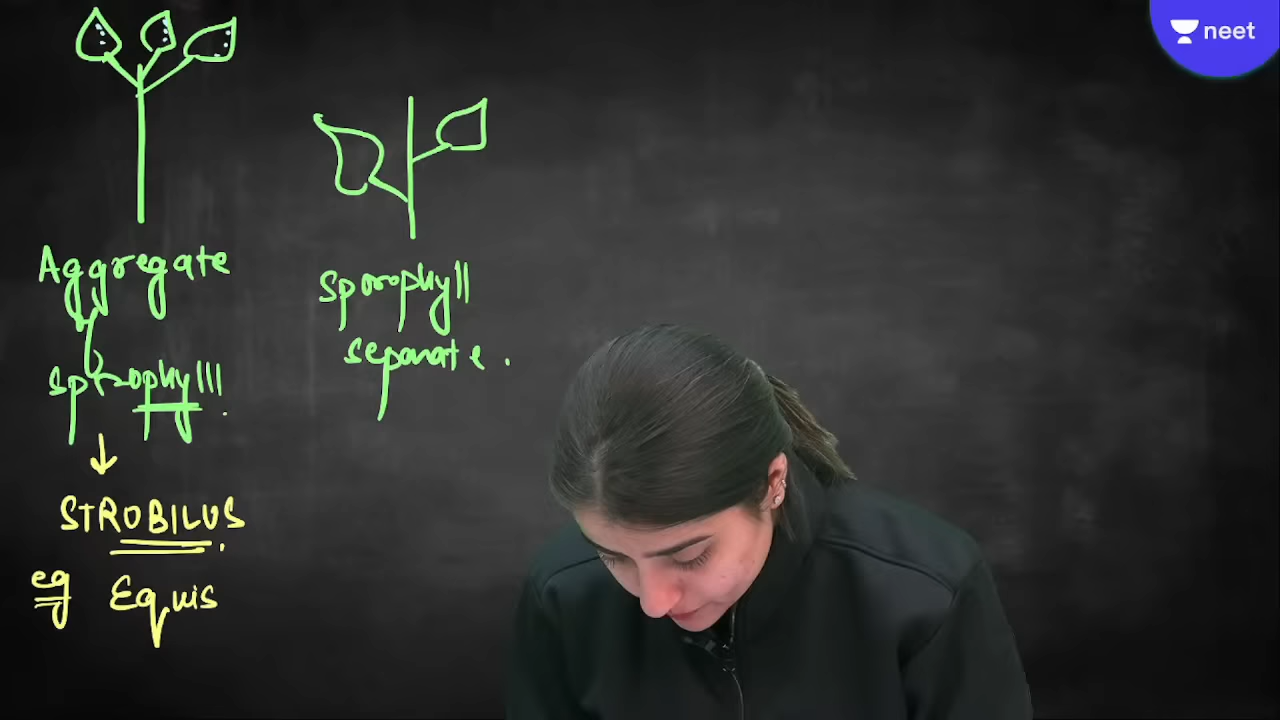 neet
Aggregate
Sporophyll
separate.
Sporophyll.
STROBILUS.
eg Equis